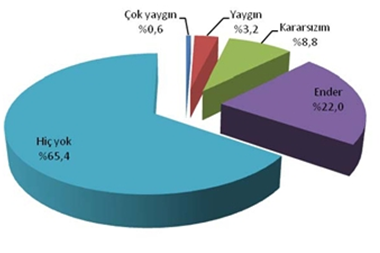 Çok yaygın
%0,6
Yaygın
%3,2
Kararsızım
%8,8
Ender
%22,0
Hiç yok
%65,4